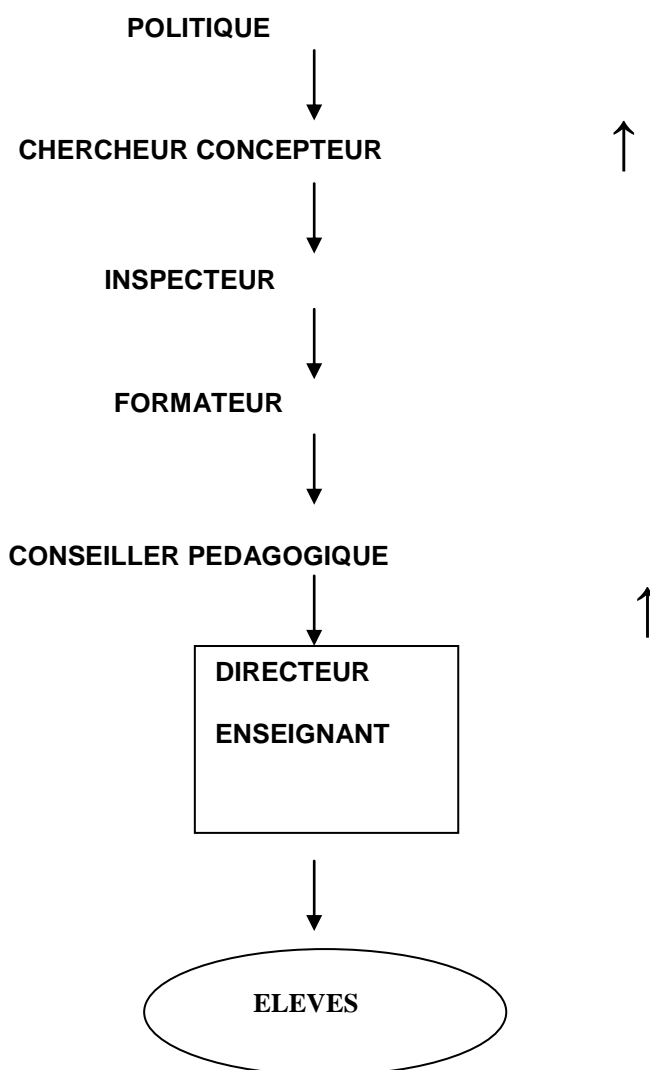 POLITIQUE
CHERCHEUR CONCEPTEUR
INSPECTEUR
FORMATEUR
CONSEILLER PEDAGOGIQUE
DIRECTEUR
ENSEIGNANT
ELEVES